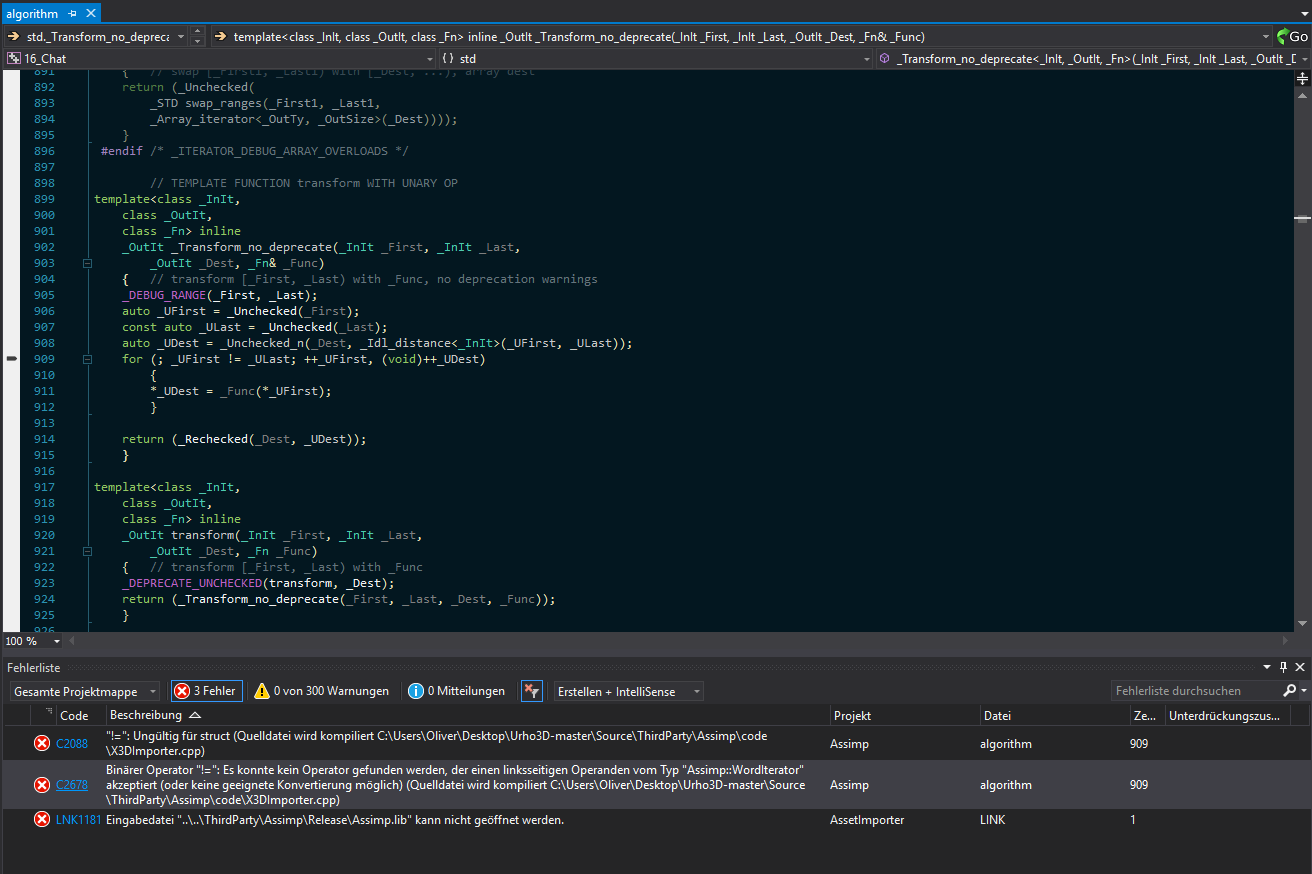 algorithm
std._Transform_no_depreca
template<class _InIt, class _OutIt, class _Fn> inline _OutIt _Transform_no_deprecate(_InIt _First, _InIt _Last, _OutIt _Dest, _Fn& _Func)
Go
16_Chat
{ } std
_Transform_no_deprecate<_InIt, _OutIt, _Fn>(_InIt _First, _InIt _Last, _OutIt _D
891 { // swap [_First1, _Last1) with [_Dest, ...), array dest
892 return (_Unchecked(
893 _STD swap_ranges(_First1, _Last1,
894 _Array_iterator<_OutTy, _OutSize>(_Dest))));
895 }
896 #endif /* _ITERATOR_DEBUG_ARRAY_OVERLOADS */
897
898 // TEMPLATE FUNCTION transform WITH UNARY OP
899 template<class _InIt,
900 class _OutIt,
901 class _Fn> inline
902 _OutIt _Transform_no_deprecate(_InIt _First, _InIt _Last,
903 _OutIt _Dest, _Fn& _Func)
904 { // transform [_First, _Last) with _Func, no deprecation warnings
905 _DEBUG_RANGE(_First, _Last);
906 auto _UFirst = _Unchecked(_First);
907 const auto _ULast = _Unchecked(_Last);
908 auto _UDest = _Unchecked_n(_Dest, _Idl_distance<_InIt>(_UFirst, _ULast));
909 for (; _UFirst != _ULast; ++_UFirst, (void)++_UDest)
910 {
911 *_UDest = _Func(*_UFirst);
912 }
913
914 return (_Rechecked(_Dest, _UDest));
915 }
916
917 template<class _InIt,
918 class _OutIt,
919 class _Fn> inline
920 _OutIt transform(_InIt _First, _InIt _Last,
921 _OutIt _Dest, _Fn _Func)
922 { // transform [_First, _Last) with _Func
923 _DEPRECATE_UNCHECKED(transform, _Dest);
924 return (_Transform_no_deprecate(_First, _Last, _Dest, _Func));
925 }
926
100 %
Fehlerliste
Gesamte Projektmappe 3 Fehler 0 von 300 Warnungen 0 Mitteilungen Erstellen + IntelliSense Fehlerliste durchsuchen
Code Beschreibung Projekt Datei Ze... Unterdrückungszus...
C2088 "!=": Ungültig für struct (Quelldatei wird kompiliert C:\Users\Oliver\Desktop\Urho3D-master\Source\ThirdParty\Assimp\code
\X3DImporter.cpp) Assimp algorithm 909
Binärer Operator "!=": Es konnte kein Operator gefunden werden, der einen linksseitigen Operanden vom Typ "Assimp::WordIterator"
C2678 akzeptiert (oder keine geeignete Konvertierung möglich) (Quelldatei wird kompiliert C:\Users\Oliver\Desktop\Urho3D-master\Source Assimp algorithm 909
\ThirdParty\Assimp\code\X3DImporter.cpp)
LNK1181 Eingabedatei "..\..\ThirdParty\Assimp\Release\Assimp.lib" kann nicht geöffnet werden. AssetImporter LINK 1